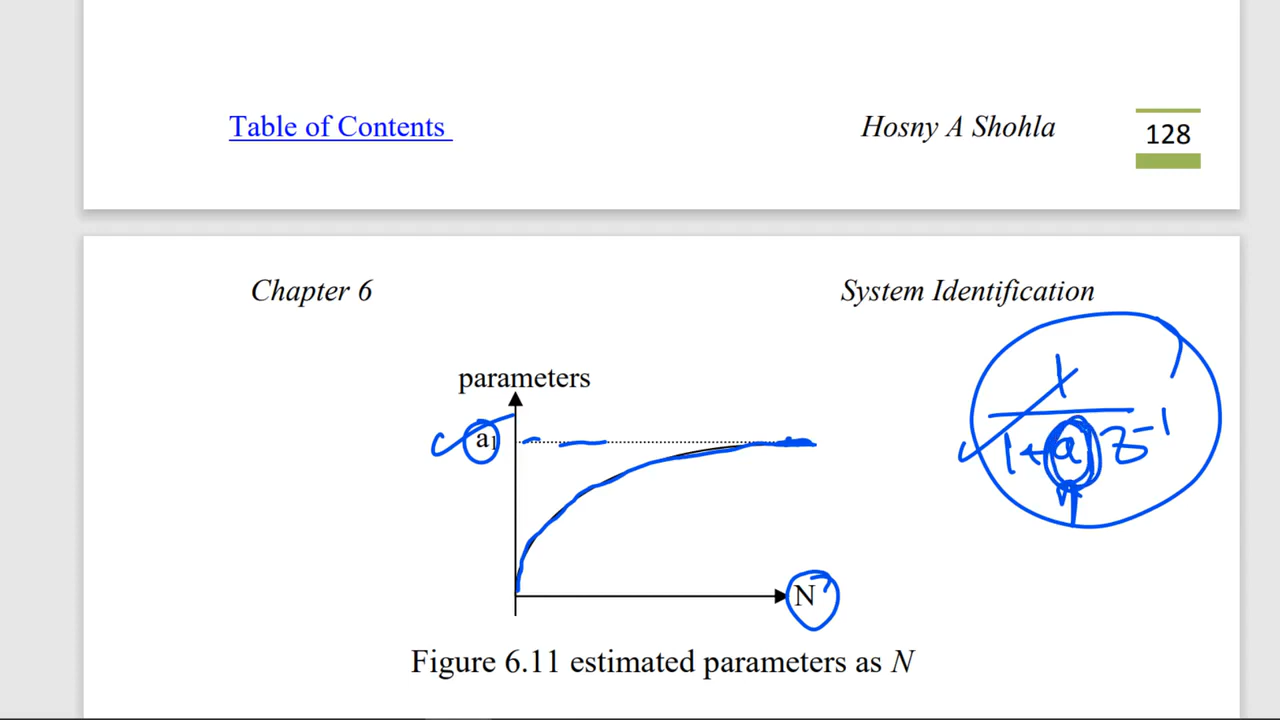 Table of Contents
Hosny A Shohla
128
Chapter 6
System Identification
parameters
a1
N
1
1+a z⁻¹
Figure 6.11 estimated parameters as N